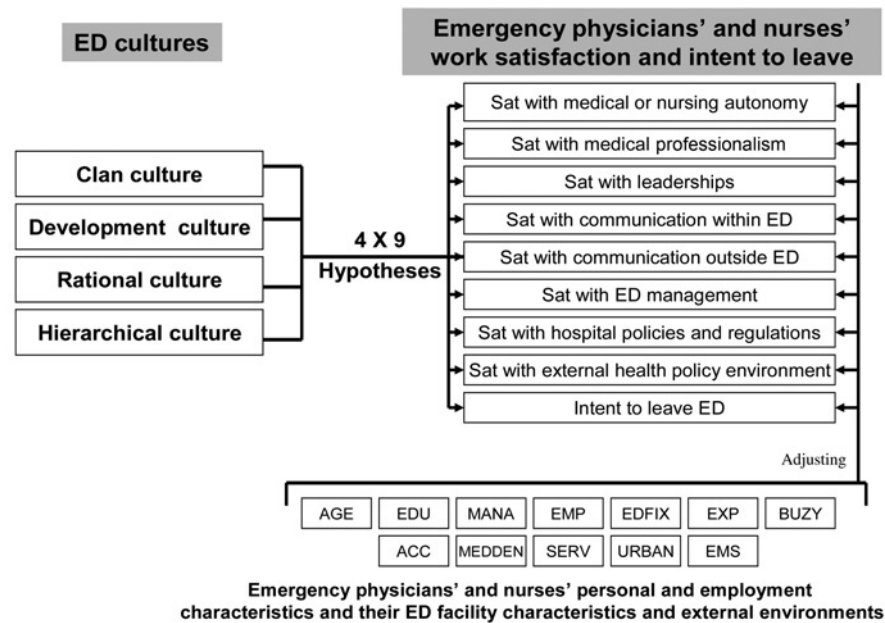 ED cultures
Emergency physicians' and nurses'
work satisfaction and intent to leave
Sat with medical or nursing autonomy
Sat with medical professionalism
Sat with leaderships
Sat with communication within ED
Sat with communication outside ED
Sat with ED management
Sat with hospital policies and regulations
Sat with external health policy environment
Intent to leave ED
Clan culture
Development culture
Rational culture
Hierarchical culture
4 X 9
Hypotheses
Adjusting
AGE EDU MANA EMP EDFIX EXP BUZY
ACC MEDDEN SERV URBAN EMS
Emergency physicians' and nurses' personal and employment
characteristics and their ED facility characteristics and external environments